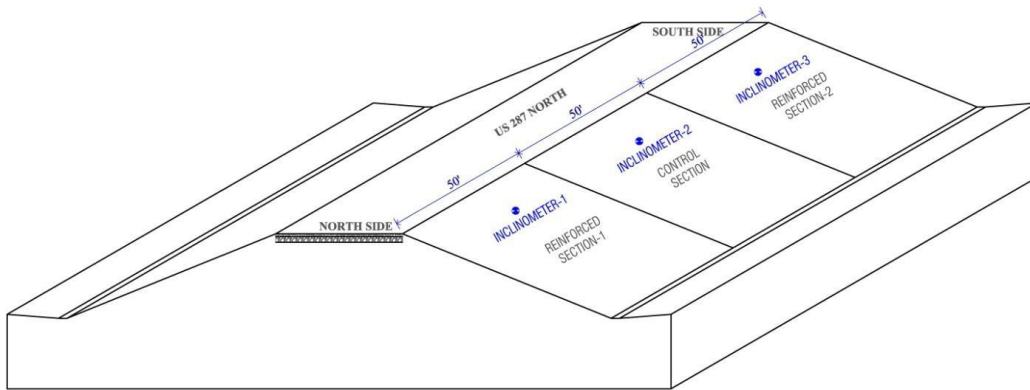 SOUTH SIDE
50'
INCLINOMETER-3
REINFORCED
SECTION-2
US 287 NORTH
50'
INCLINOMETER-2
CONTROL
SECTION
50'
INCLINOMETER-1
REINFORCED
SECTION-1
NORTH SIDE